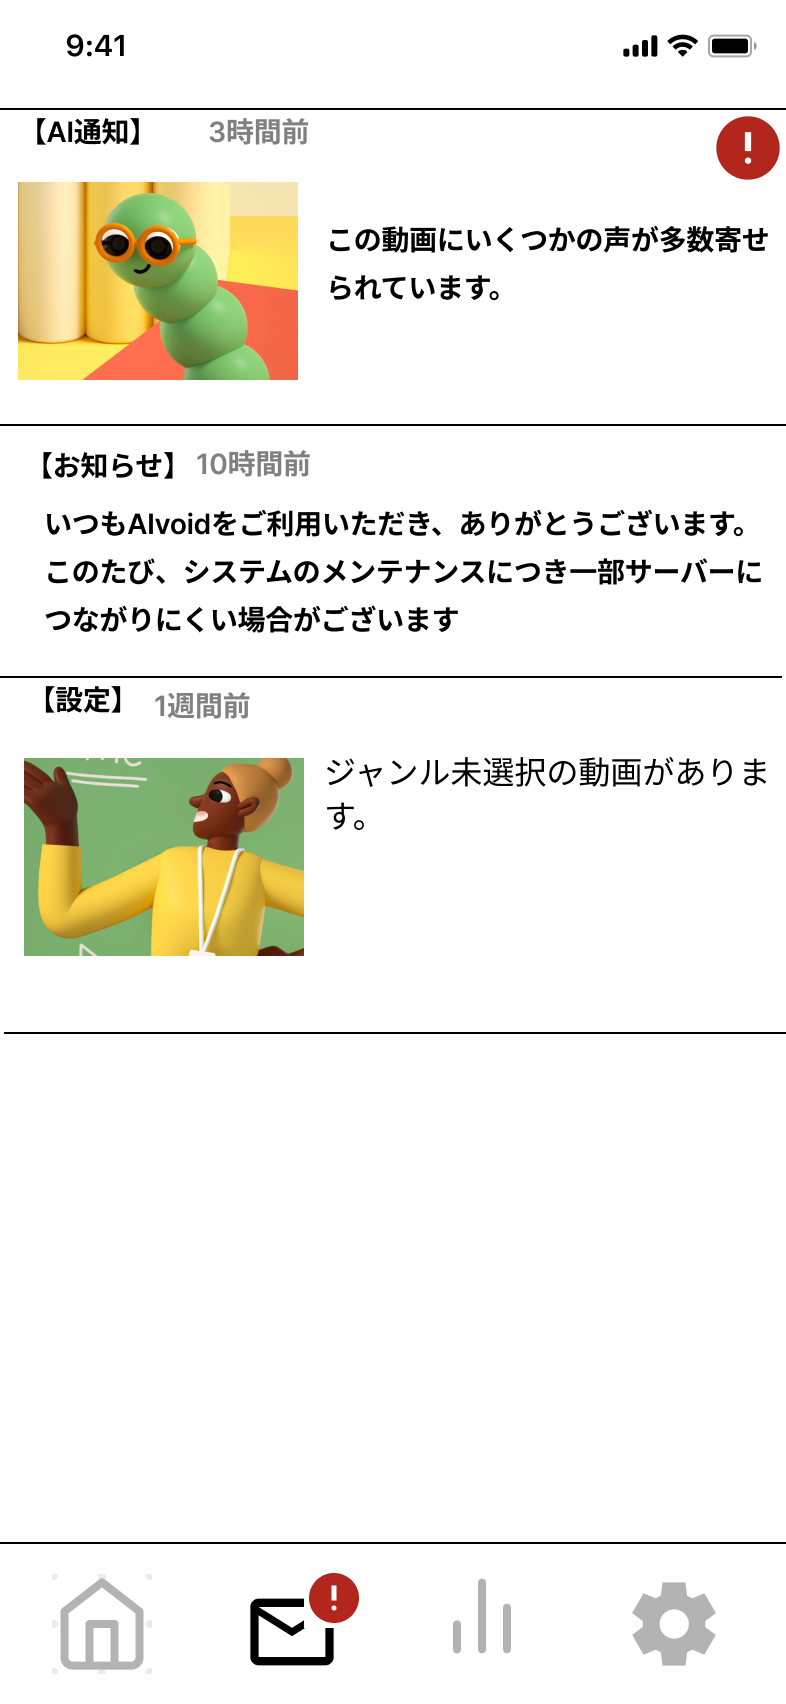 9:41
【AI通知】 3時間前
この動画にいくつかの声が多数寄せ
られています。
【お知らせ】 10時間前
いつもAIvoidをご利用いただき、ありがとうございます。
このたび、システムのメンテナンスにつき一部サーバーに
つながりにくい場合がございます
【設定】 1週間前
ジャンル未選択の動画がありま
す。